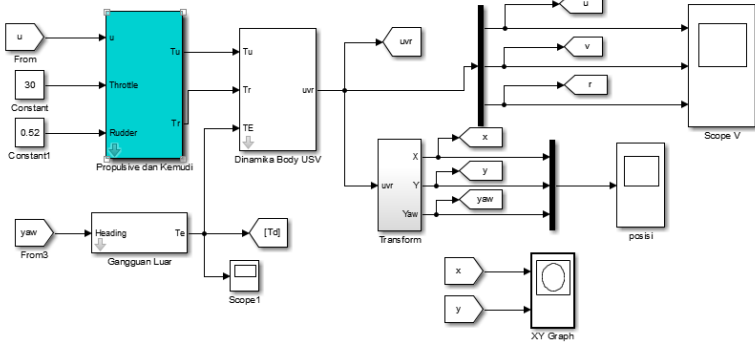 u
From
30
Constant
0.52
Constant1
u
Throttle
Rudder
Tu
Tr
Propulsive dan Kemudi
Tu
Tr
TE
uvr
Dinamika Body USV
uvr
u
v
r
Scope V
uvr
X
Y
Yaw
Transform
x
y
yaw
posisi
yaw
From3
Heading
Te
Gangguan Luar
[Td]
Scope1
x
y
XY Graph